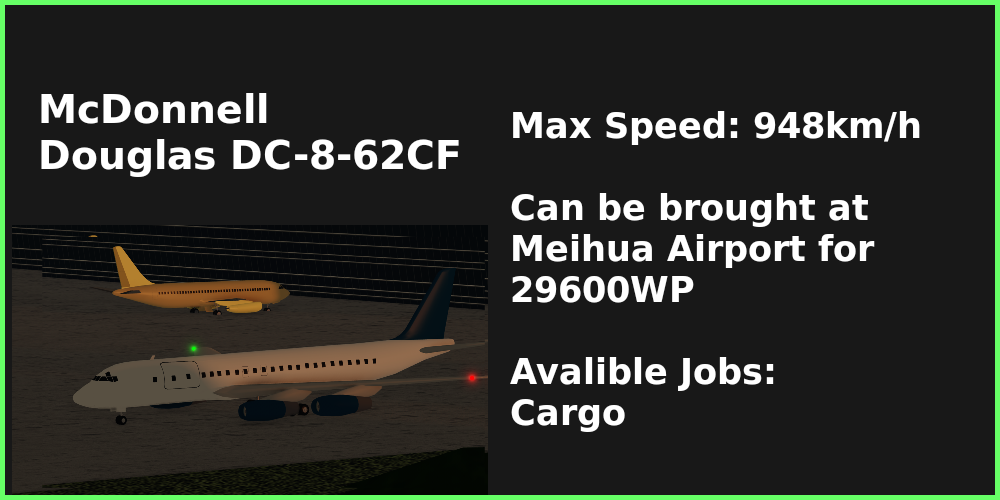 McDonnell
Douglas DC-8-62CF
Max Speed: 948km/h
Can be brought at
Meihua Airport for
29600WP
Avalible Jobs:
Cargo